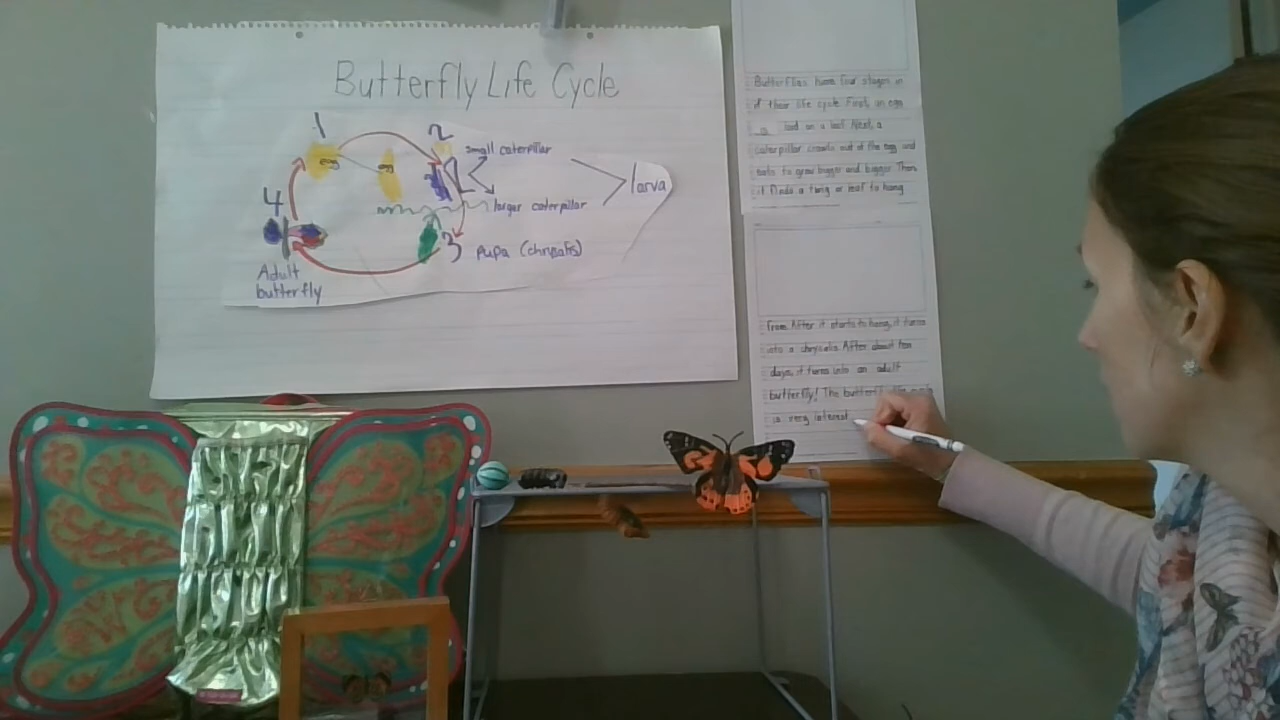 Butterfly Life Cycle
1
2
egg
egg
small caterpillar
larva
4
larger caterpillar
3 pupa (chrysalis)
Adult
butterfly
Butterflies have four stages in
their life cycle. First, an egg
is laid on a leaf. Next, a
caterpillar crawls out of the egg and
eats to grow bigger and bigger. Then,
it finds a twig or leaf to hang
from. After it starts to hang, it turns
into a chrysalis. After about ten
days, it turns into an adult
butterfly! The
is very interest